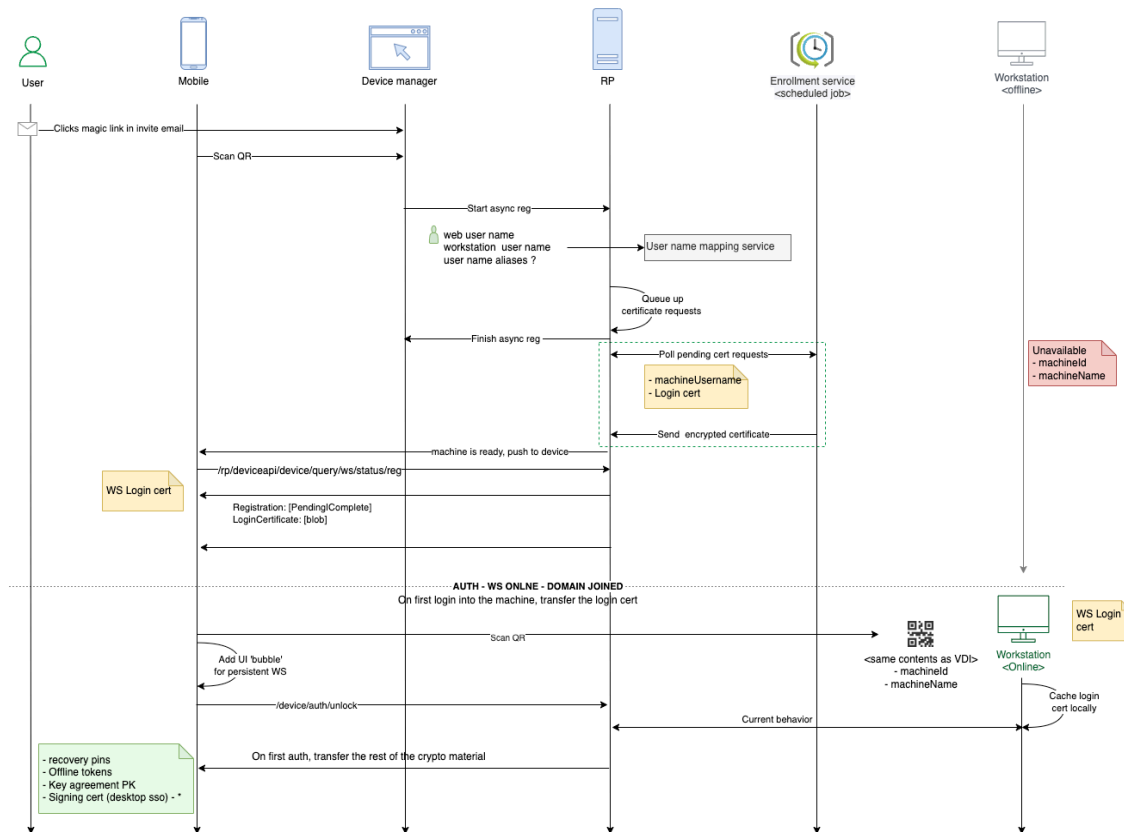 User
Mobile
Device manager
RP
Enrollment service
<scheduled job>
Workstation
<offline>
Clicks magic link in invite email
Scan QR
Start async reg
web user name
workstation user name
user name aliases ?
User name mapping service
Queue up
certificate requests
Finish async reg
Poll pending cert requests
- machineUsername
- Login cert
Unavailable
- machineId
- machineName
Send encrypted certificate
machine is ready, push to device
/rp/deviceapi/device/query/ws/status/reg
WS Login cert
Registration: [Pending|Complete]
LoginCertificate: [blob]
AUTH - WS ONLNE - DOMAIN JOINED
On first login into the machine, transfer the login cert
WS Login
cert
Scan QR
Add UI 'bubble'
for persistent WS
<same contents as VDI>
- machineId
- machineName
Workstation
<Online>
Cache login
cert locally
/device/auth/unlock
Current behavior
On first auth, transfer the rest of the crypto material
- recovery pins
- Offline tokens
- Key agreement PK
- Signing cert (desktop sso) - *